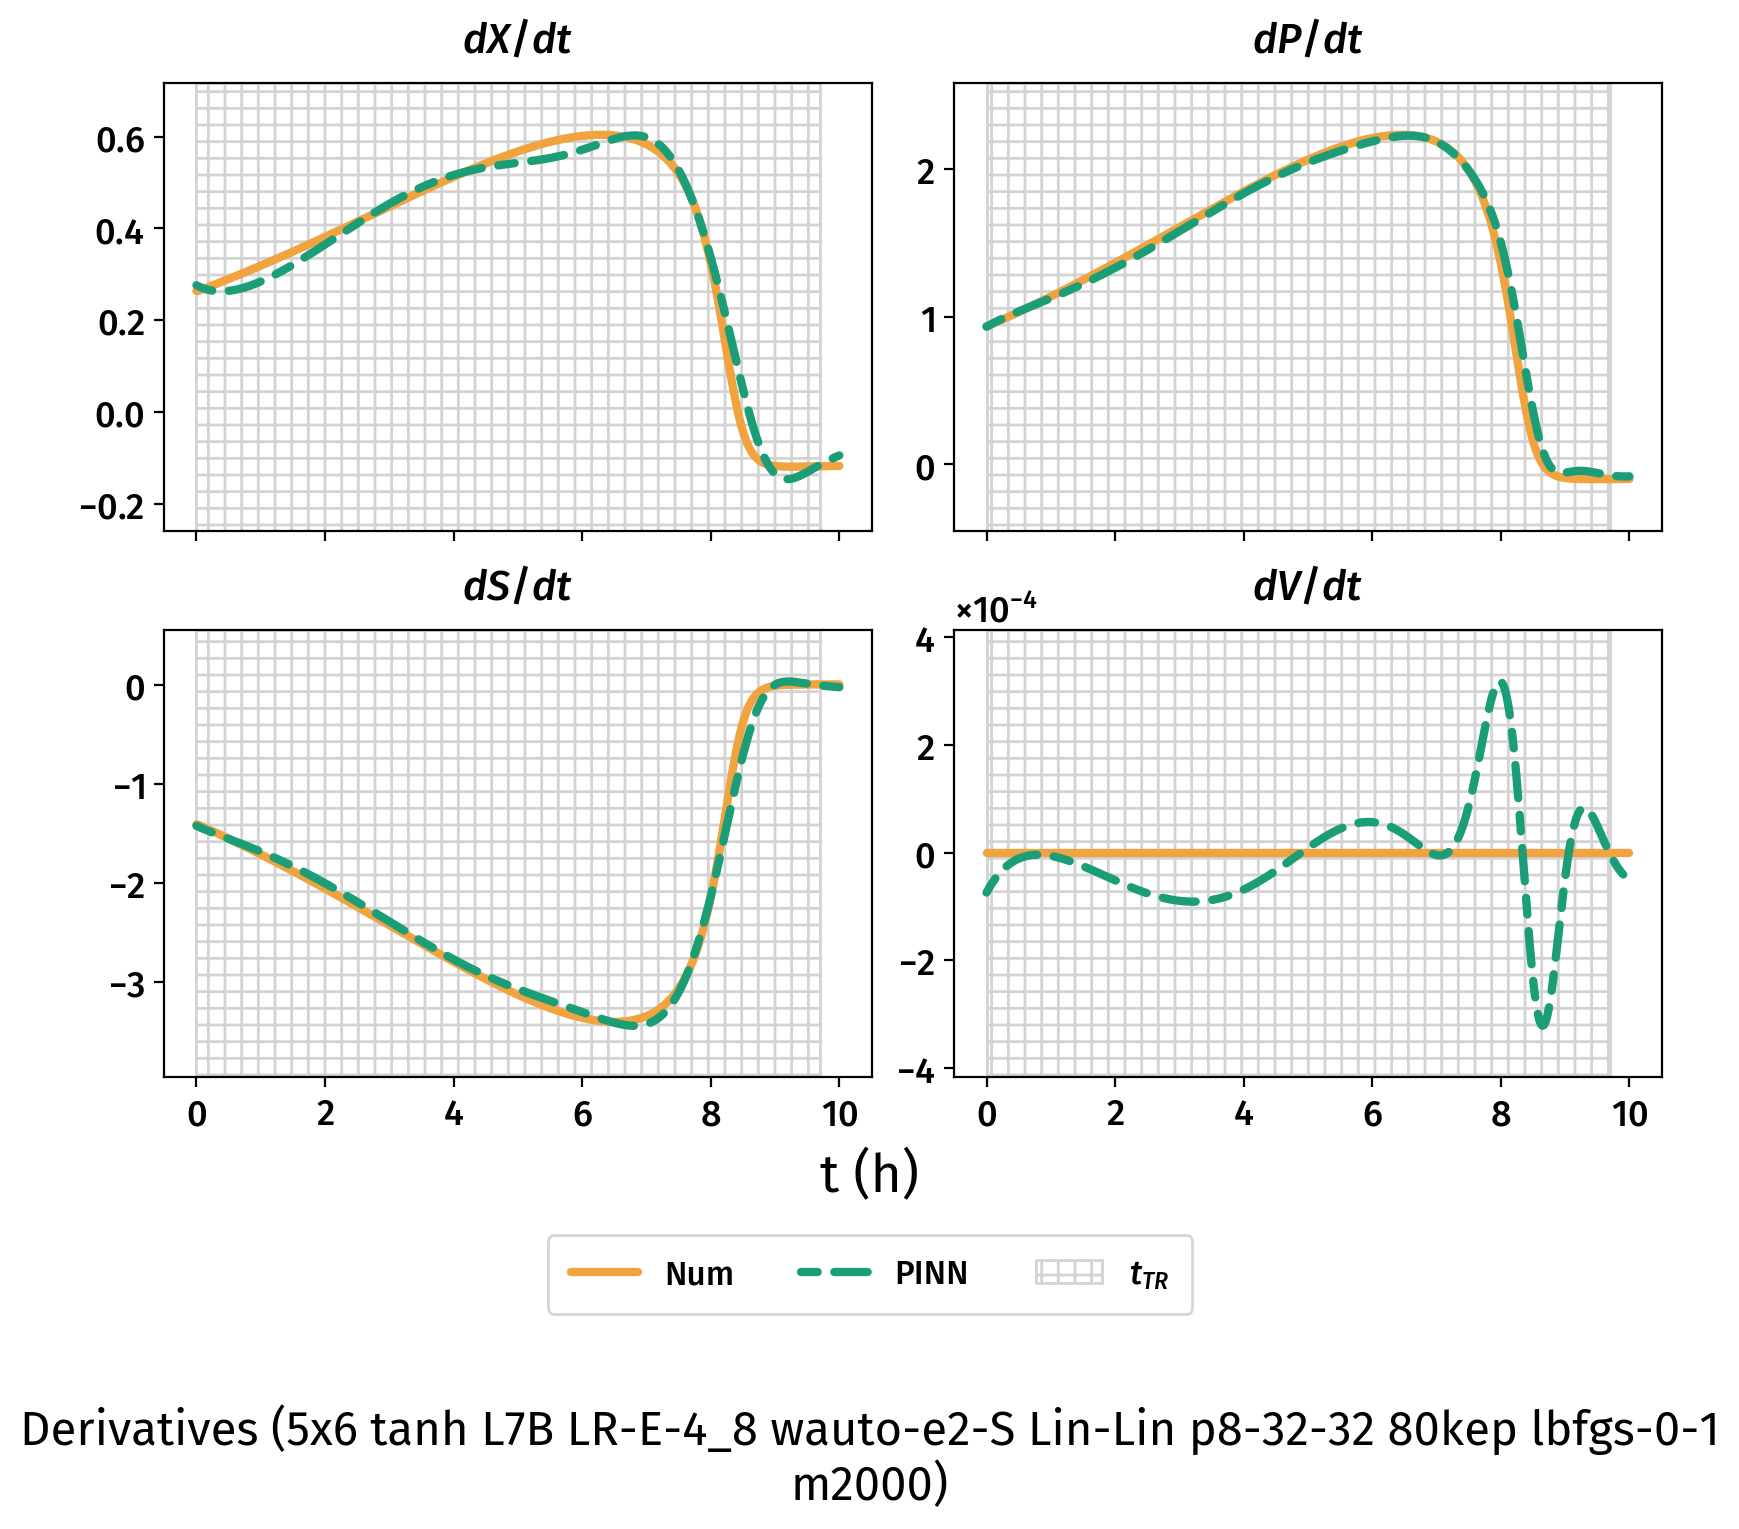 dX/dt
dP/dt
0.6
0.4
0.2
0.0
−0.2
2
1
0
dS/dt
dV/dt
×10⁻⁴
0
−1
−2
−3
4
2
0
−2
−4
0 2 4 6 8 10
0 2 4 6 8 10
t (h)
Num PINN t_TR
Derivatives (5x6 tanh L7B LR-E-4_8 wauto-e2-S Lin-Lin p8-32-32 80kep lbfgs-0-1
m2000)